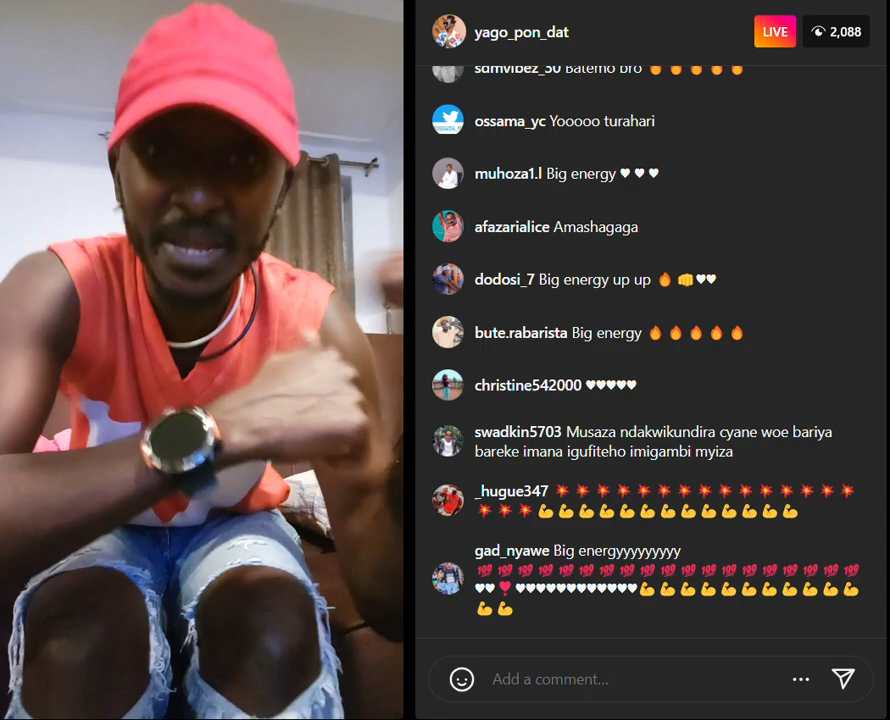 yago_pon_dat
LIVE
2,088
sdmvibez_30 Batemo bro 🔥 🔥 🔥 🔥 🔥
ossama_yc Yooooo turahari
muhoza1.l Big energy ♥ ♥ ♥
afazarialice Amashagaga
dodosi_7 Big energy up up 🔥 👊♥♥
bute.rabarista Big energy 🔥 🔥 🔥 🔥 🔥
christine542000 ♥♥♥♥♥
swadkin5703 Musaza ndakwikundira cyane woe bariya
bareke imana igufiteho imigambi myiza
_hugue347 💥 💥 💥 💥 💥 💥 💥 💥 💥 💥 💥 💥 💥 💥 💥
💥 💥 💥 💪 💪 💪 💪 💪 💪 💪 💪 💪 💪 💪 💪 💪
gad_nyawe Big energyyyyyyyyy
💯 💯 💯 💯 💯 💯 💯 💯 💯 💯 💯 💯 💯 💯 💯 💯 💯 💯 💯
♥♥ ❣ ♥♥♥♥♥♥♥♥♥♥♥♥ 💪 💪 💪 💪 💪 💪 💪 💪 💪 💪 💪
💪 💪
Add a comment...